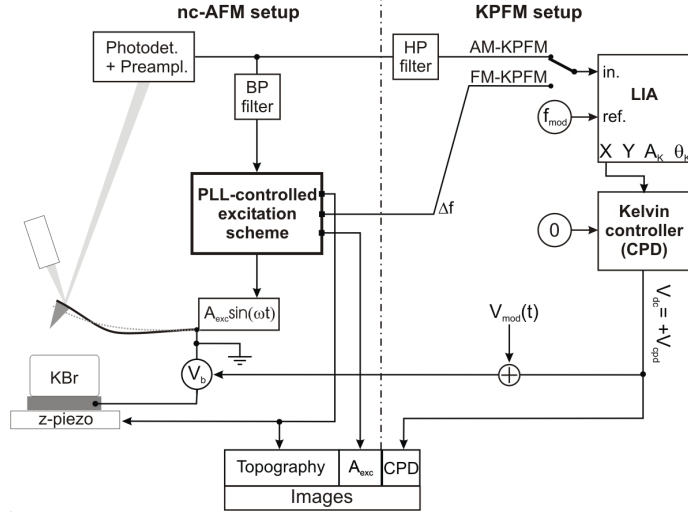 nc-AFM setup
KPFM setup
Photodet.
+ Preampl.
HP
filter
AM-KPFM
FM-KPFM
in.
LIA
BP
filter
f_mod
ref.
X Y A_K θ_K
PLL-controlled
excitation
scheme
Δf
0
Kelvin
controller
(CPD)
A_exc sin(ωt)
V_mod(t)
V_dc = +V_cpd
V_b
KBr
z-piezo
Topography
A_exc
CPD
Images